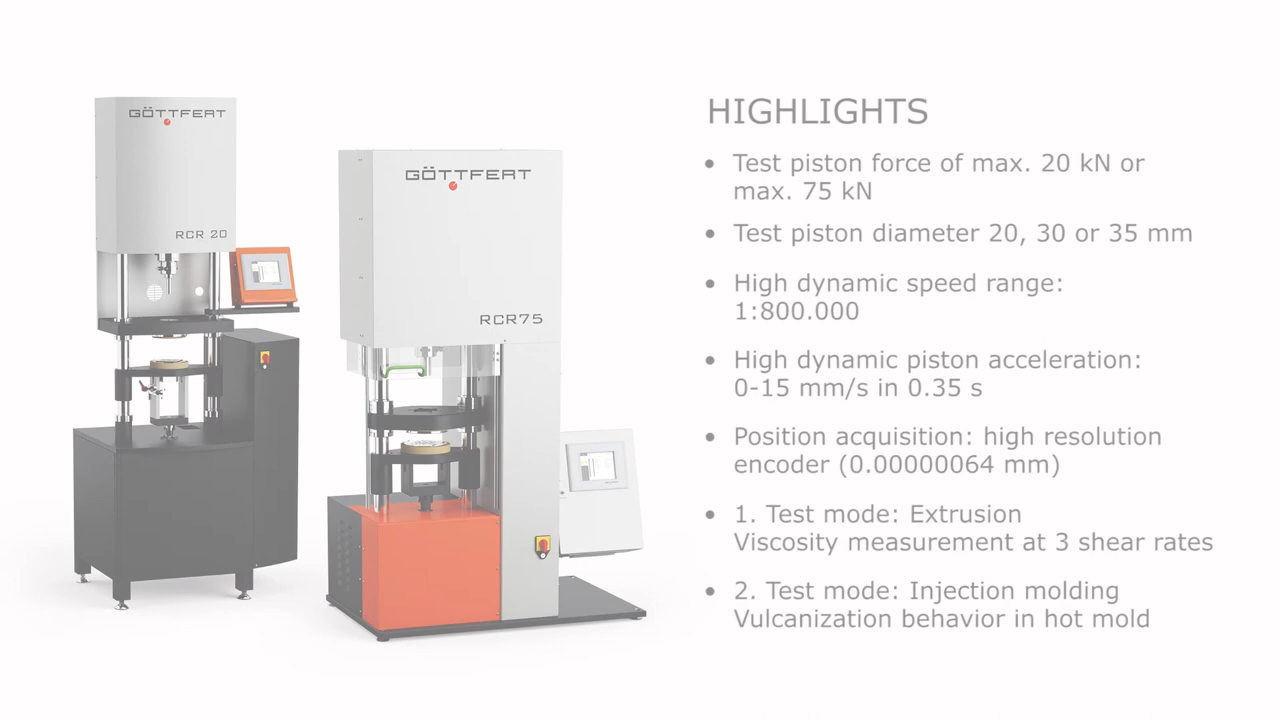 GÖTTFERT
RCR 20
GÖTTFERT
RCR75
HIGHLIGHTS
• Test piston force of max. 20 kN or
max. 75 kN
• Test piston diameter 20, 30 or 35 mm
• High dynamic speed range:
1:800.000
• High dynamic piston acceleration:
0-15 mm/s in 0.35 s
• Position acquisition: high resolution
encoder (0.00000064 mm)
• 1. Test mode: Extrusion
Viscosity measurement at 3 shear rates
• 2. Test mode: Injection molding
Vulcanization behavior in hot mold